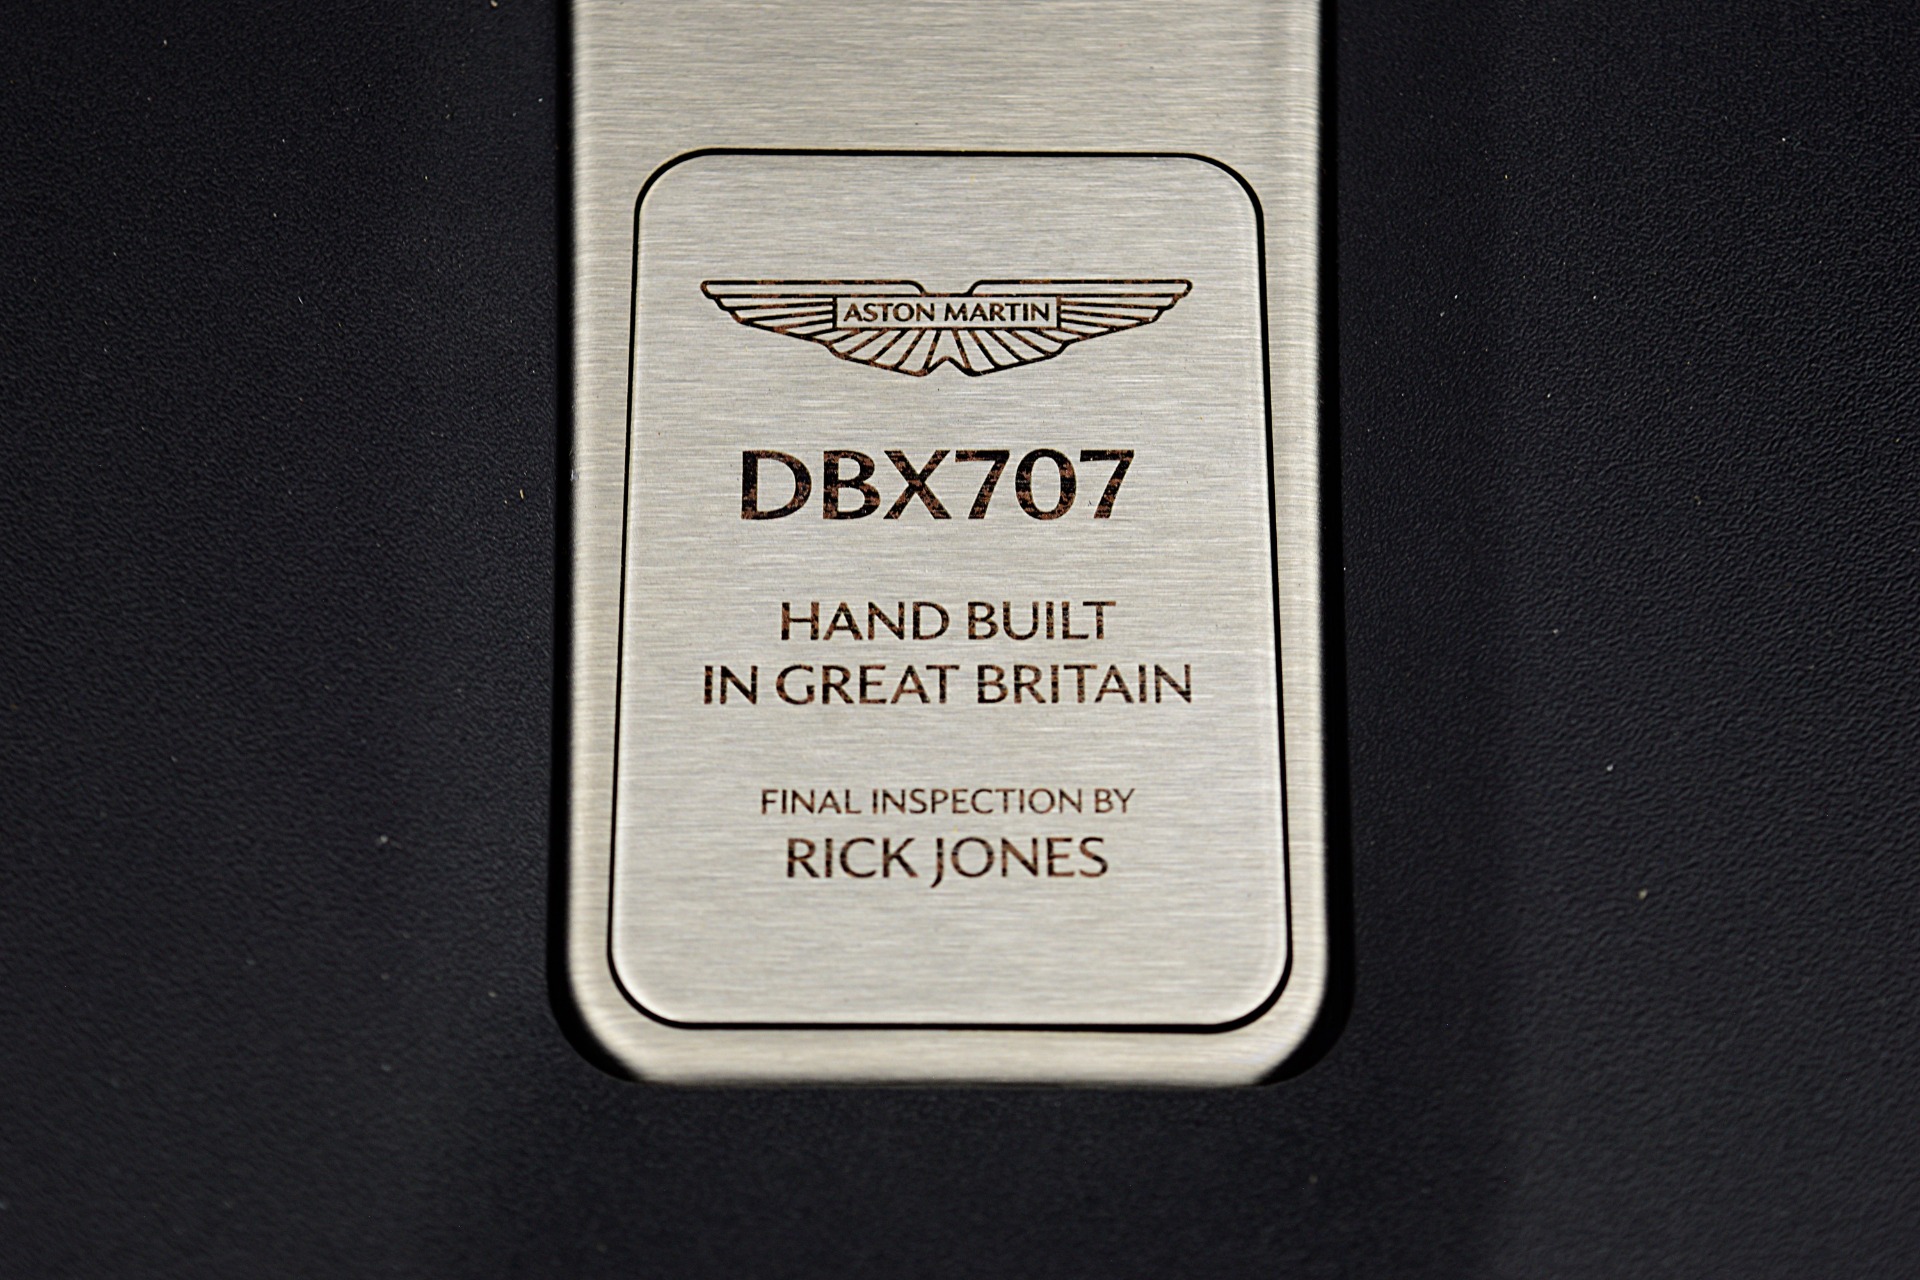 ASTON MARTIN
DBX707
HAND BUILT
IN GREAT BRITAIN
FINAL INSPECTION BY
RICK JONES